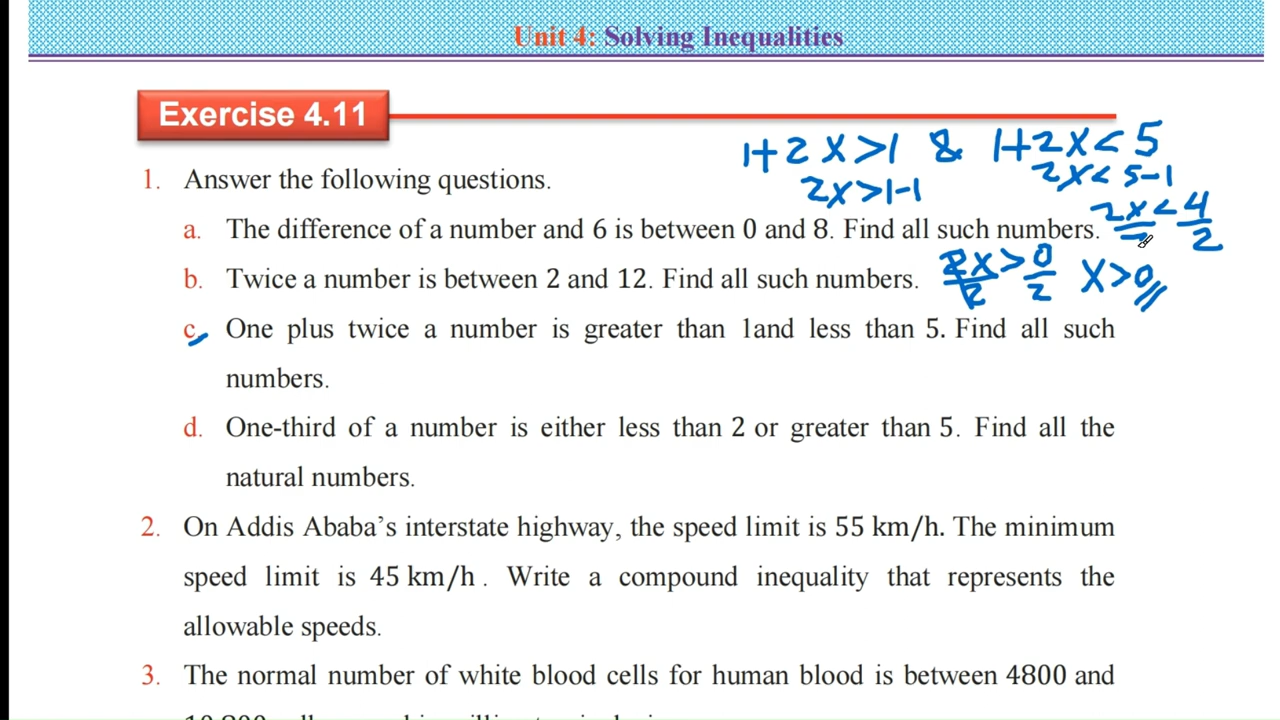 Unit 4: Solving Inequalities
Exercise 4.11
1+2x>1 & 1+2x<5
2x>1-1
2x<5-1
1. Answer the following questions.
2x<4
2
a. The difference of a number and 6 is between 0 and 8. Find all such numbers.
2x>0
2 2
x>0
b. Twice a number is between 2 and 12. Find all such numbers.
c. One plus twice a number is greater than 1and less than 5. Find all such
numbers.
d. One-third of a number is either less than 2 or greater than 5. Find all the
natural numbers.
2. On Addis Ababa’s interstate highway, the speed limit is 55 km/h. The minimum
speed limit is 45 km/h . Write a compound inequality that represents the
allowable speeds.
3. The normal number of white blood cells for human blood is between 4800 and